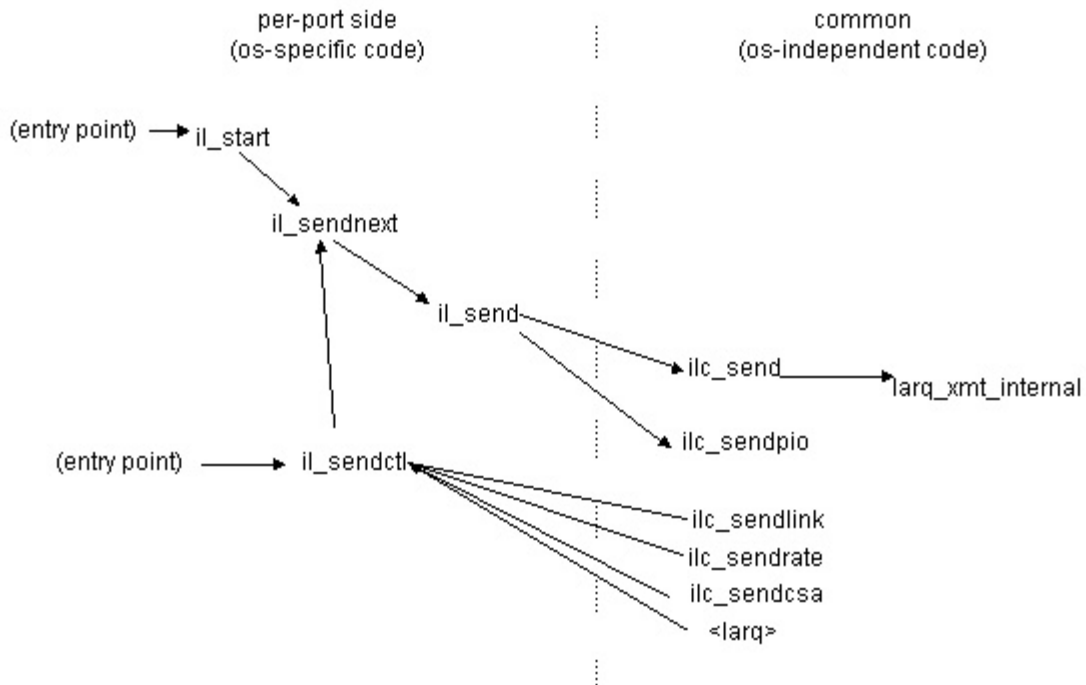 per-port side
(os-specific code)
common
(os-independent code)
(entry point)
il_start
il_sendnext
il_send
ilc_send
larq_xmt_internal
ilc_sendpio
(entry point)
il_sendctl
ilc_sendlink
ilc_sendrate
ilc_sendcsa
<larq>